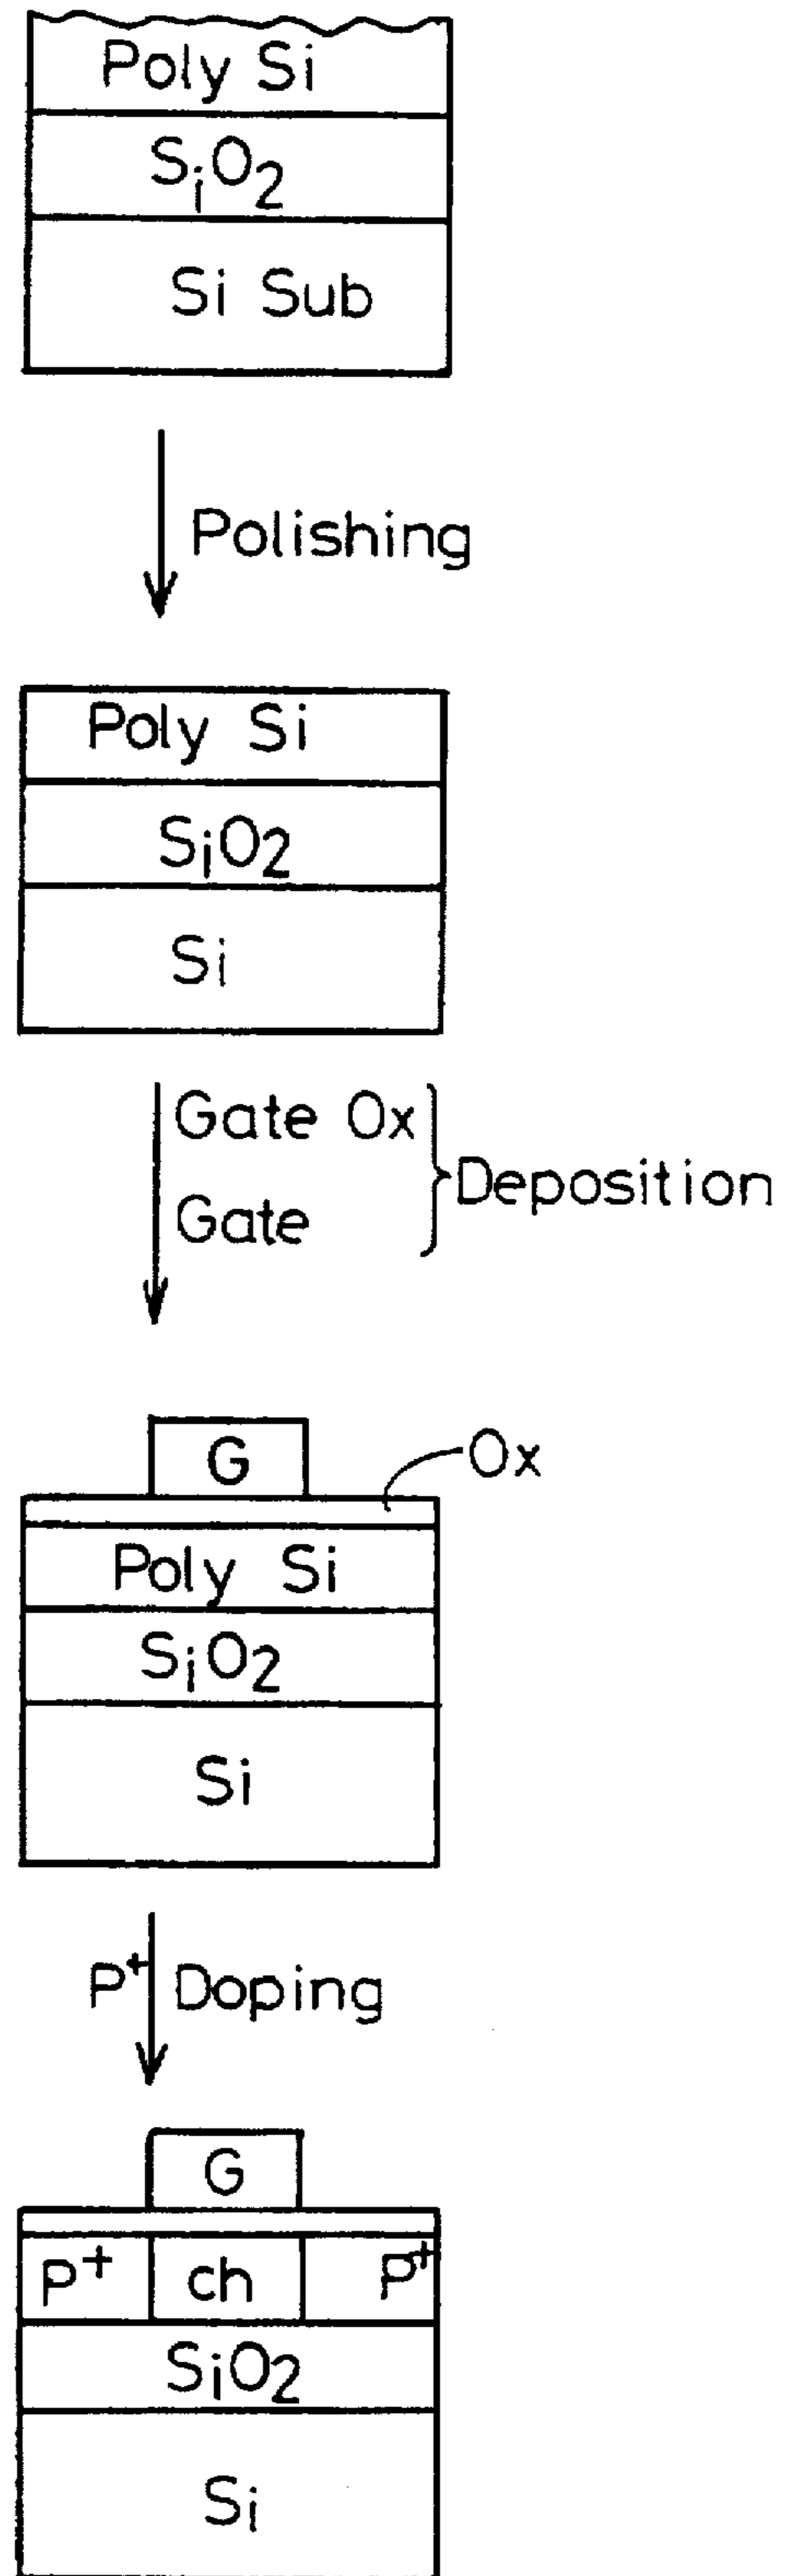 Poly Si
SiO2
Si Sub
Polishing
Poly Si
SiO2
Si
Gate Ox
Deposition
Gate
G
Ox
Poly Si
SiO2
Si
P+ Doping
G
P+ ch P+
SiO2
Si